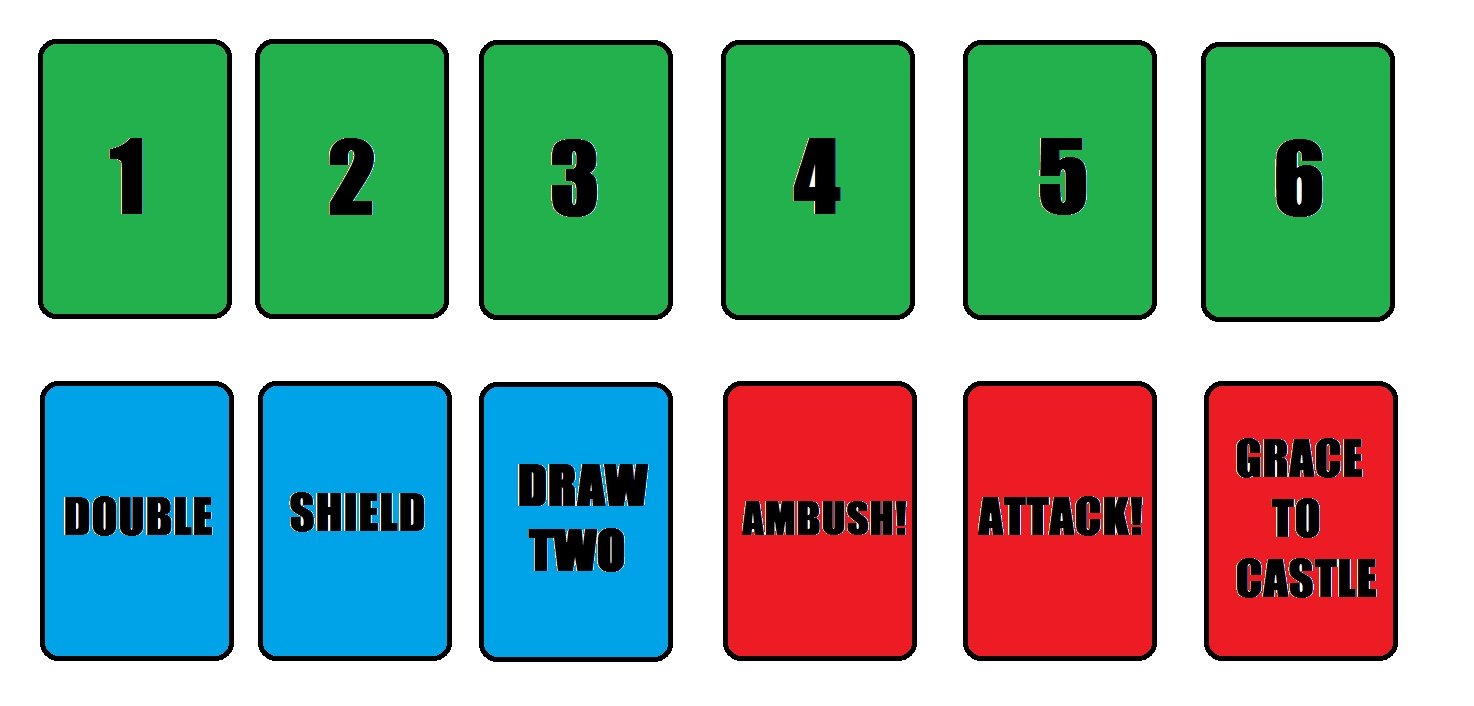 1
2
3
4
5
6
DOUBLE
SHIELD
DRAW
TWO
AMBUSH!
ATTACK!
GRACE
TO
CASTLE